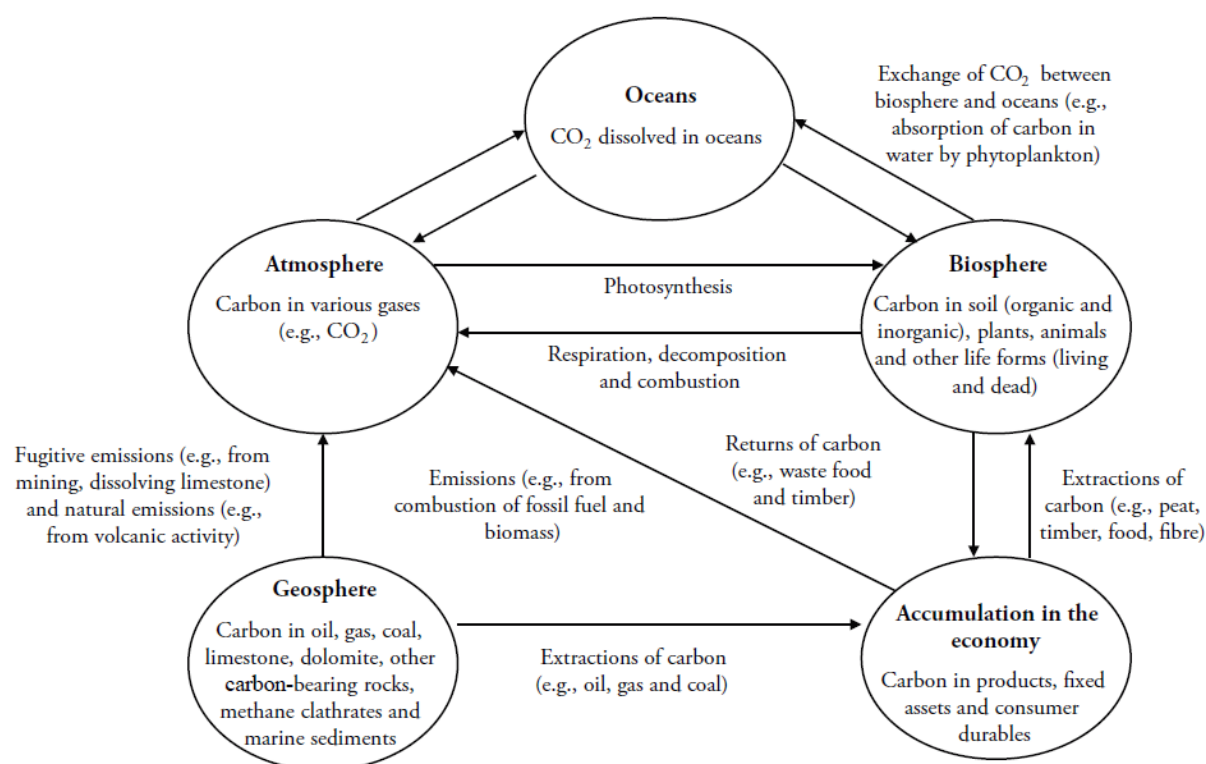 Oceans
CO₂ dissolved in oceans
Exchange of CO₂ between
biosphere and oceans (e.g.,
absorption of carbon in
water by phytoplankton)
Atmosphere
Carbon in various gases
(e.g., CO₂)
Photosynthesis
Respiration, decomposition
and combustion
Biosphere
Carbon in soil (organic and
inorganic), plants, animals
and other life forms (living
and dead)
Fugitive emissions (e.g., from
mining, dissolving limestone)
and natural emissions (e.g.,
from volcanic activity)
Emissions (e.g., from
combustion of fossil fuel and
biomass)
Returns of carbon
(e.g., waste food
and timber)
Extractions of
carbon (e.g., peat,
timber, food, fibre)
Geosphere
Carbon in oil, gas, coal,
limestone, dolomite, other
carbon-bearing rocks,
methane clathrates and
marine sediments
Extractions of carbon
(e.g., oil, gas and coal)
Accumulation in the
economy
Carbon in products, fixed
assets and consumer
durables